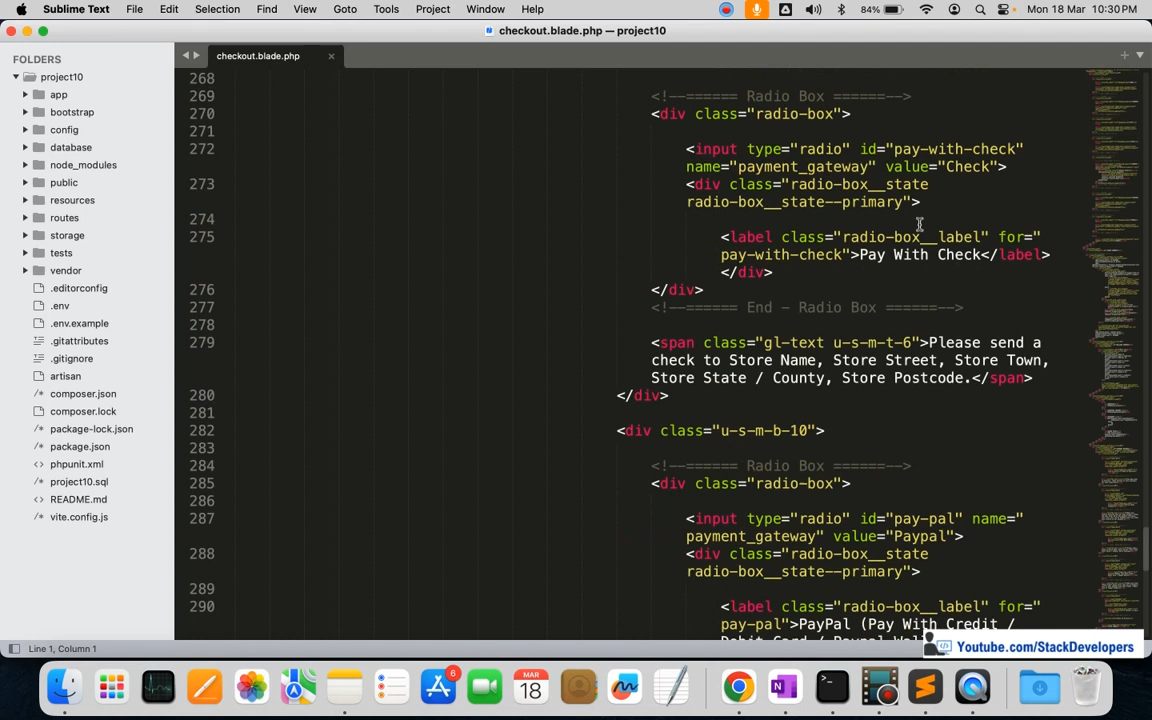 Sublime Text File Edit Selection Find View Goto Tools Project Window Help 84% Mon 18 Mar 10:30 PM
checkout.blade.php — project10
FOLDERS
project10
app
bootstrap
config
database
node_modules
public
resources
routes
storage
tests
vendor
.editorconfig
.env
.env.example
.gitattributes
.gitignore
artisan
composer.json
composer.lock
package-lock.json
package.json
phpunit.xml
project10.sql
README.md
vite.config.js
checkout.blade.php
268
269 <!--====== Radio Box ======-->
270 <div class="radio-box">
271
272 <input type="radio" id="pay-with-check"
name="payment_gateway" value="Check">
273 <div class="radio-box__state
radio-box__state--primary">
274
275 <label class="radio-box__label" for="
pay-with-check">Pay With Check</label>
</div>
276 </div>
277 <!--====== End - Radio Box ======-->
278
279 <span class="gl-text u-s-m-t-6">Please send a
check to Store Name, Store Street, Store Town,
Store State / County, Store Postcode.</span>
280 </div>
281
282 <div class="u-s-m-b-10">
283
284 <!--====== Radio Box ======-->
285 <div class="radio-box">
286
287 <input type="radio" id="pay-pal" name="
payment_gateway" value="Paypal">
288 <div class="radio-box__state
radio-box__state--primary">
289
290 <label class="radio-box__label" for="
pay-pal">PayPal (Pay With Credit /
Youtube.com/StackDevelopers
Line 1, Column 1
6
MAR
18